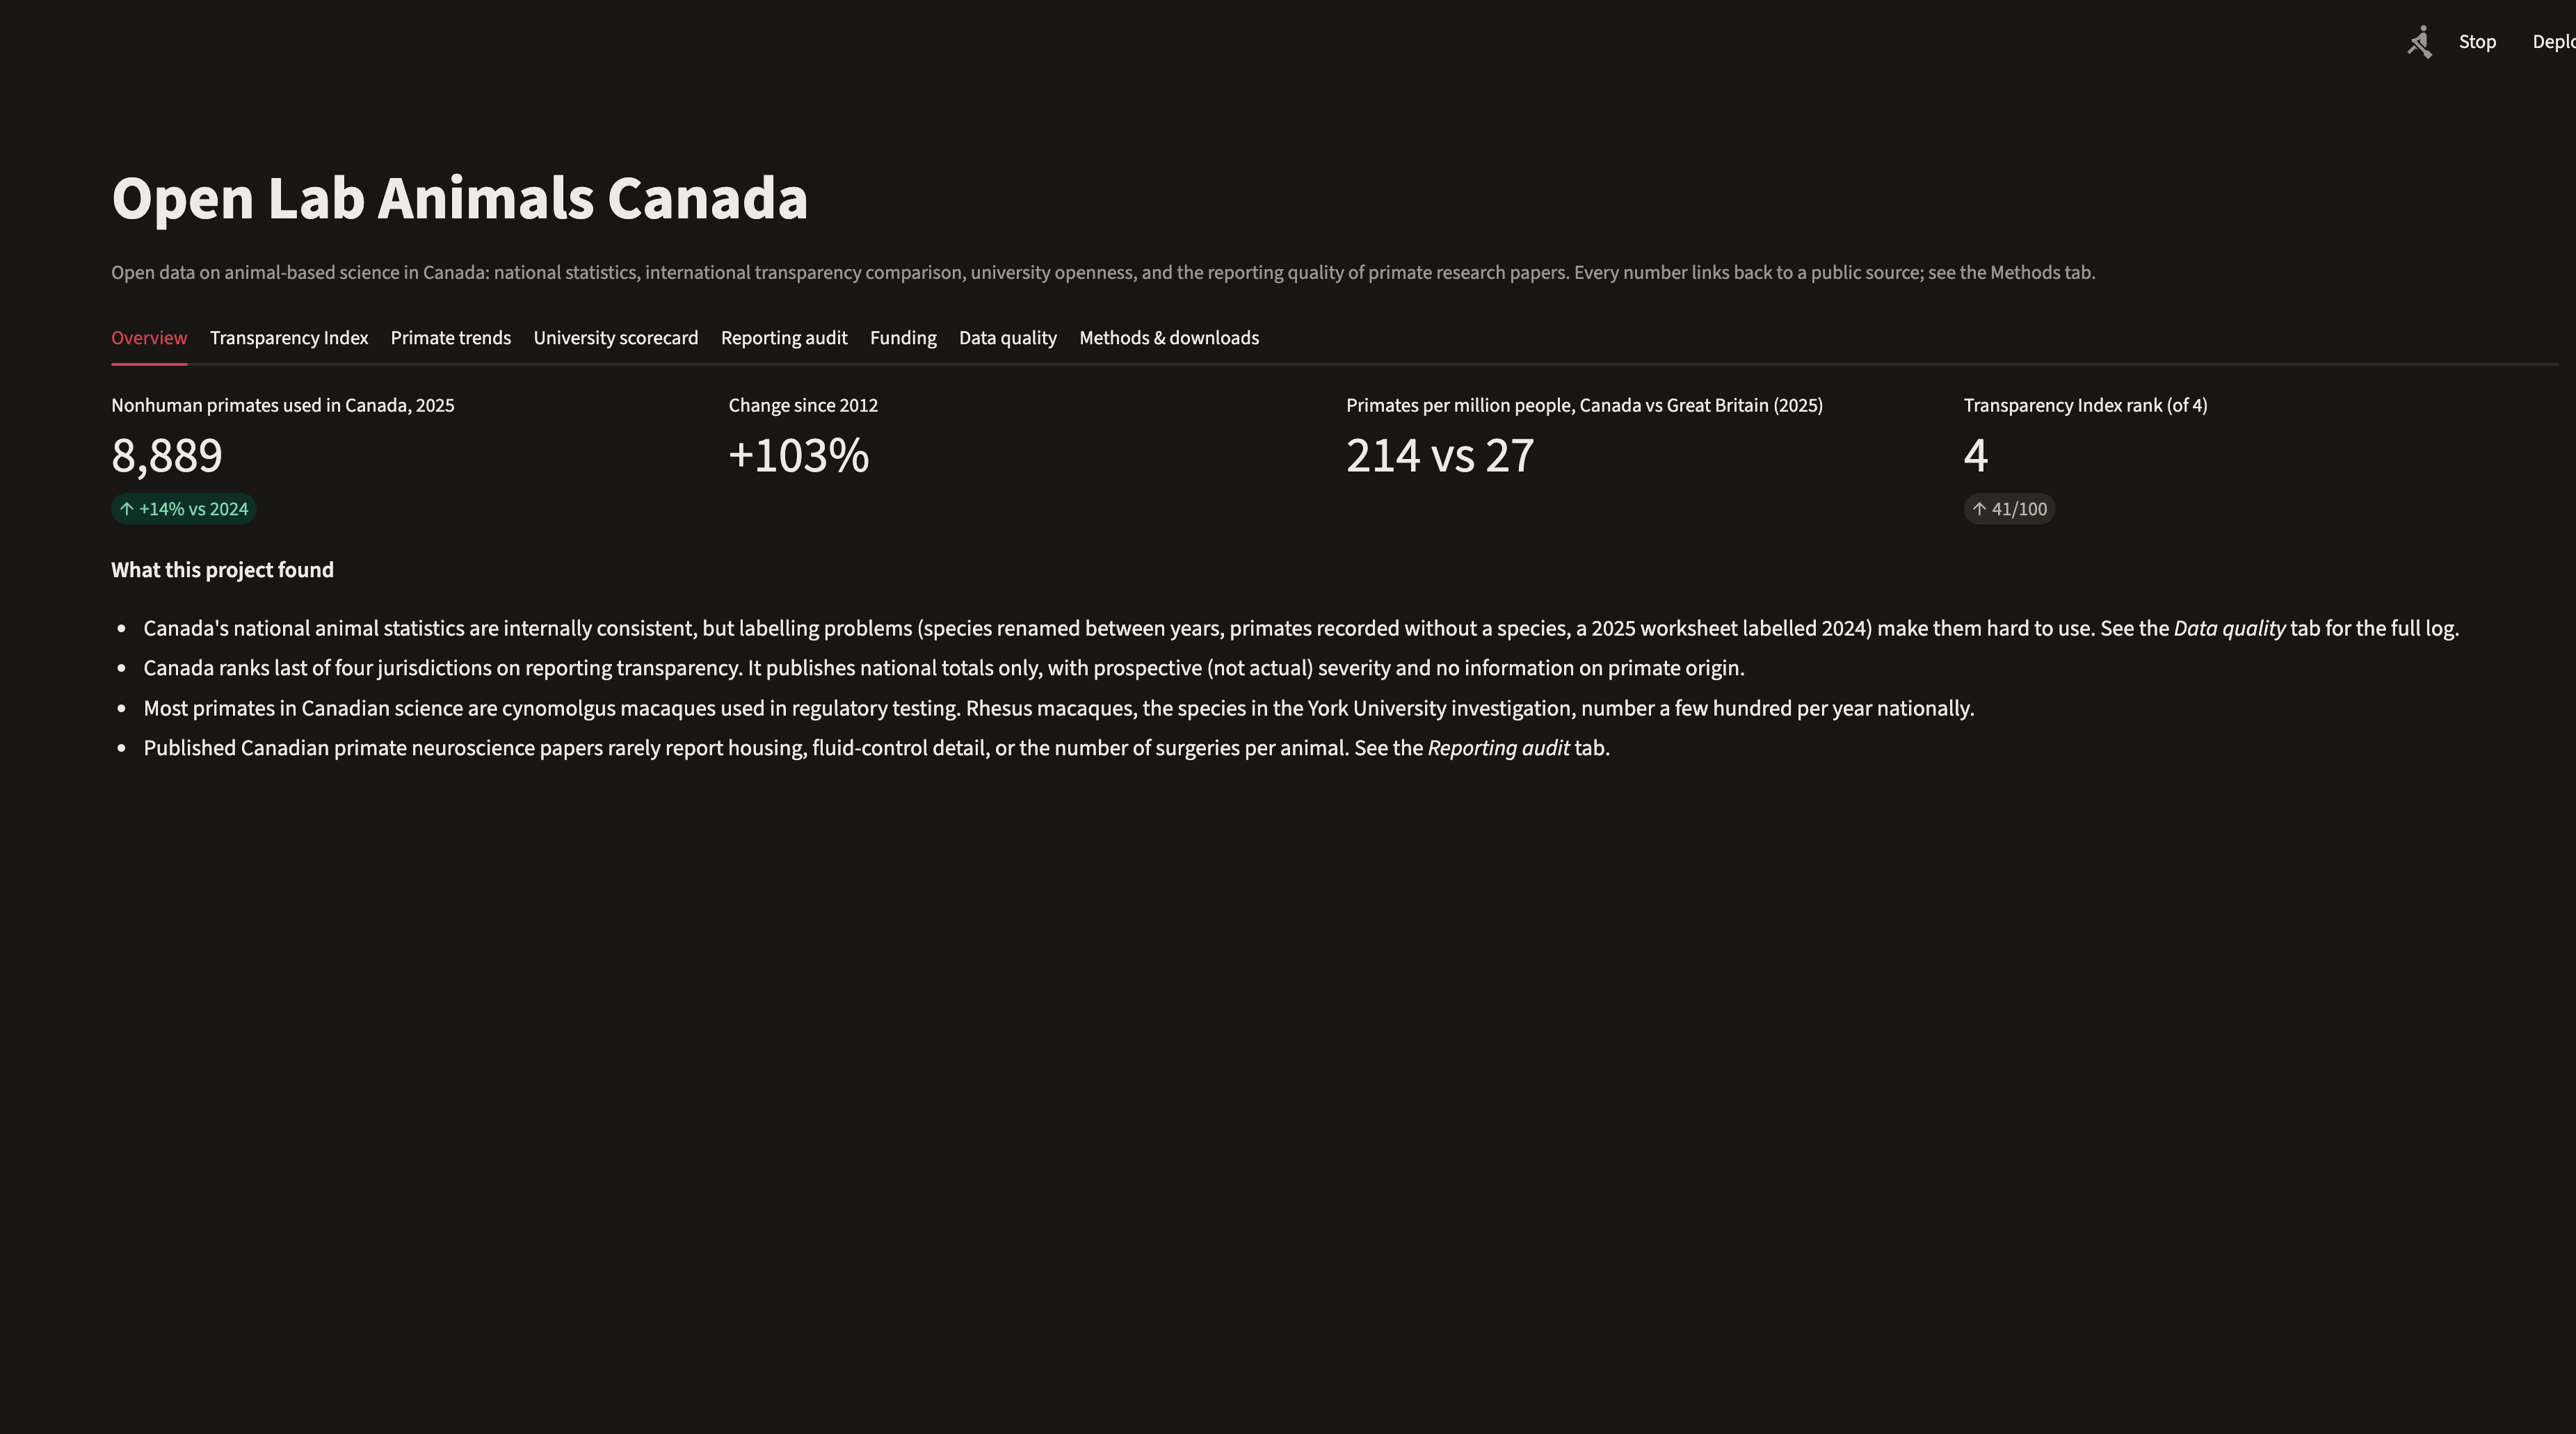 Stop Deplo
Open Lab Animals Canada
Open data on animal-based science in Canada: national statistics, international transparency comparison, university openness, and the reporting quality of primate research papers. Every number links back to a public source; see the Methods tab.
Overview Transparency Index Primate trends University scorecard Reporting audit Funding Data quality Methods & downloads
Nonhuman primates used in Canada, 2025
8,889
↑ +14% vs 2024
Change since 2012
+103%
Primates per million people, Canada vs Great Britain (2025)
214 vs 27
Transparency Index rank (of 4)
4
↑ 41/100
What this project found
• Canada's national animal statistics are internally consistent, but labelling problems (species renamed between years, primates recorded without a species, a 2025 worksheet labelled 2024) make them hard to use. See the Data quality tab for the full log.
• Canada ranks last of four jurisdictions on reporting transparency. It publishes national totals only, with prospective (not actual) severity and no information on primate origin.
• Most primates in Canadian science are cynomolgus macaques used in regulatory testing. Rhesus macaques, the species in the York University investigation, number a few hundred per year nationally.
• Published Canadian primate neuroscience papers rarely report housing, fluid-control detail, or the number of surgeries per animal. See the Reporting audit tab.